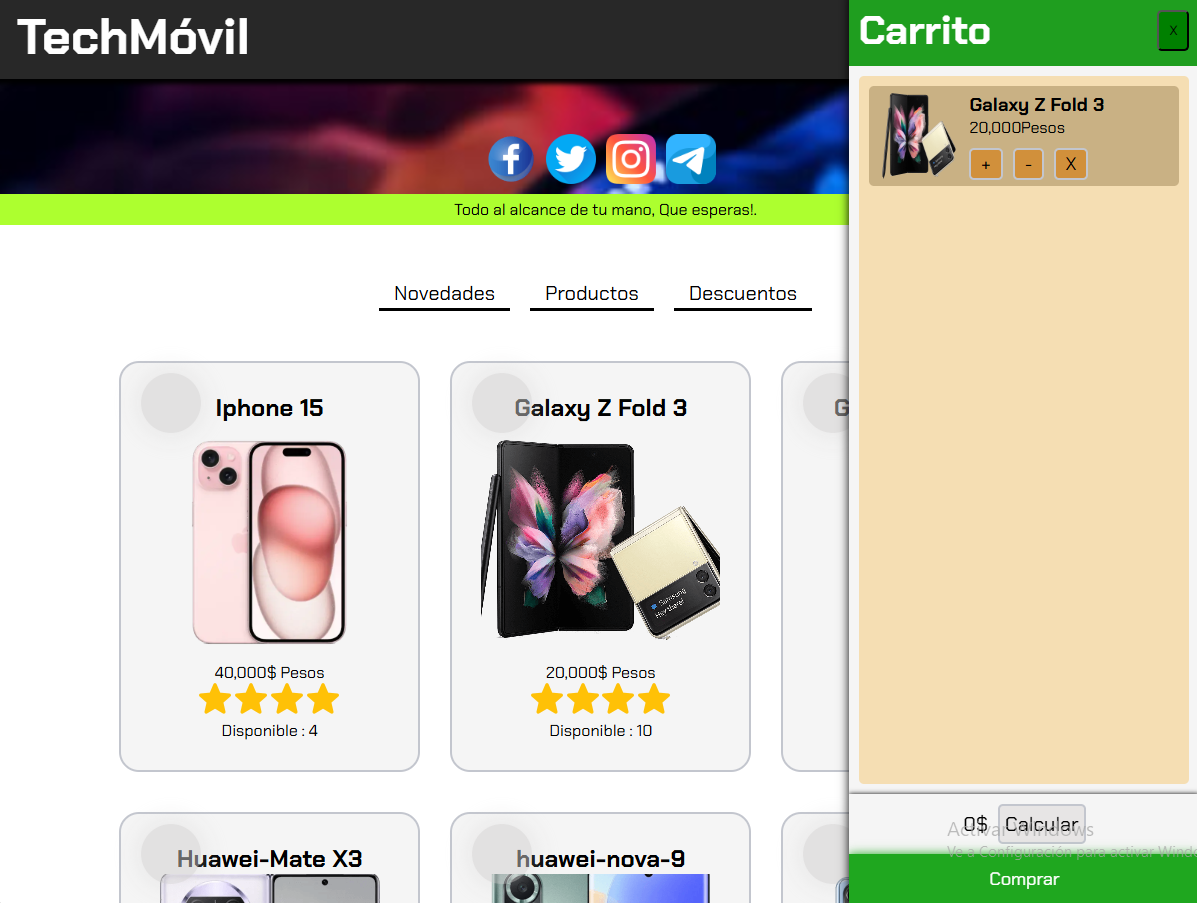 TechMóvil
Todo al alcance de tu mano, Que esperas!.
Novedades
Productos
Descuentos
Iphone 15
40,000$ Pesos
Disponible : 4
Galaxy Z Fold 3
Samsung
20,000$ Pesos
Disponible : 10
G
Huawei-Mate X3
huawei-nova-9
Carrito
X
Galaxy Z Fold 3
20,000Pesos
+
-
X
0$
Calcular
Activar Windows
Ve a Configuración para activar Windo
Comprar